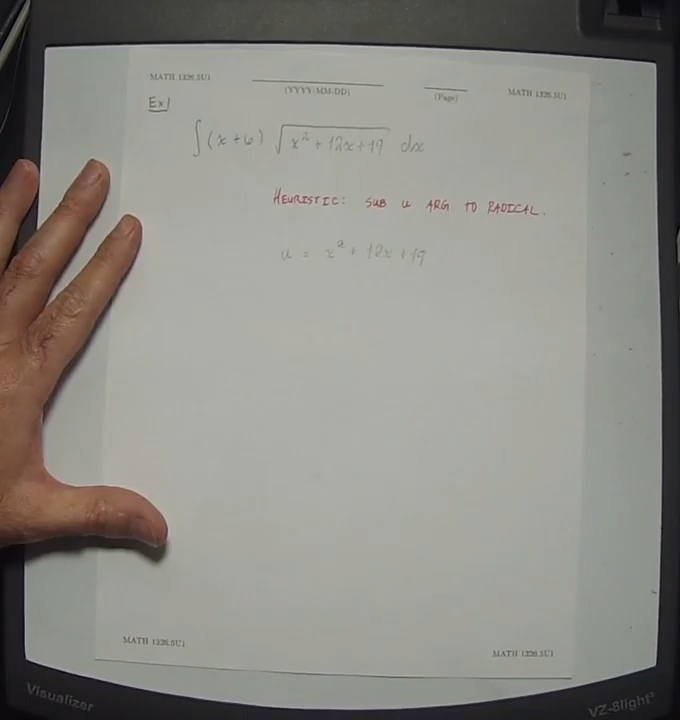 MATH 1326.5U1
(YYYY-MM-DD)
(Page)
MATH 1326.5U1
Ex1
∫(x+6) √(x²+12x+19) dx
HEURISTIC: SUB u ARG TO RADICAL.
u = x² + 12x + 19
MATH 1326.5U1
MATH 1326.5U1
Visualizer
VZ-8light³